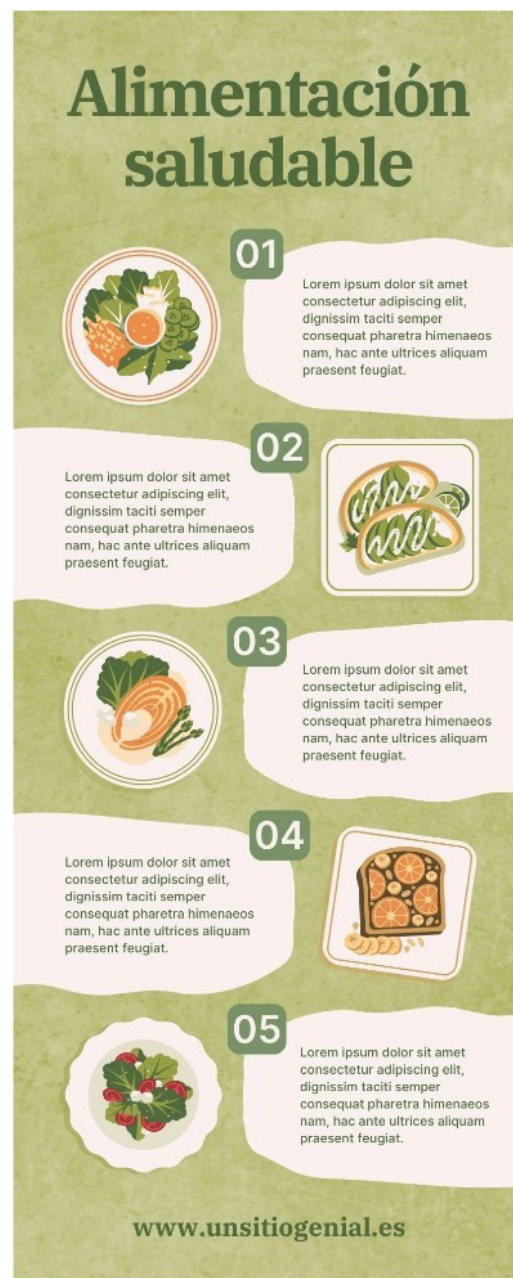 Alimentación
saludable
01
Lorem ipsum dolor sit amet
consectetur adipiscing elit,
dignissim taciti semper
consequat pharetra himenaeos
nam, hac ante ultrices aliquam
praesent feugiat.
02
Lorem ipsum dolor sit amet
consectetur adipiscing elit,
dignissim taciti semper
consequat pharetra himenaeos
nam, hac ante ultrices aliquam
praesent feugiat.
03
Lorem ipsum dolor sit amet
consectetur adipiscing elit,
dignissim taciti semper
consequat pharetra himenaeos
nam, hac ante ultrices aliquam
praesent feugiat.
04
Lorem ipsum dolor sit amet
consectetur adipiscing elit,
dignissim taciti semper
consequat pharetra himenaeos
nam, hac ante ultrices aliquam
praesent feugiat.
05
Lorem ipsum dolor sit amet
consectetur adipiscing elit,
dignissim taciti semper
consequat pharetra himenaeos
nam, hac ante ultrices aliquam
praesent feugiat.
www.unsitiogenial.es